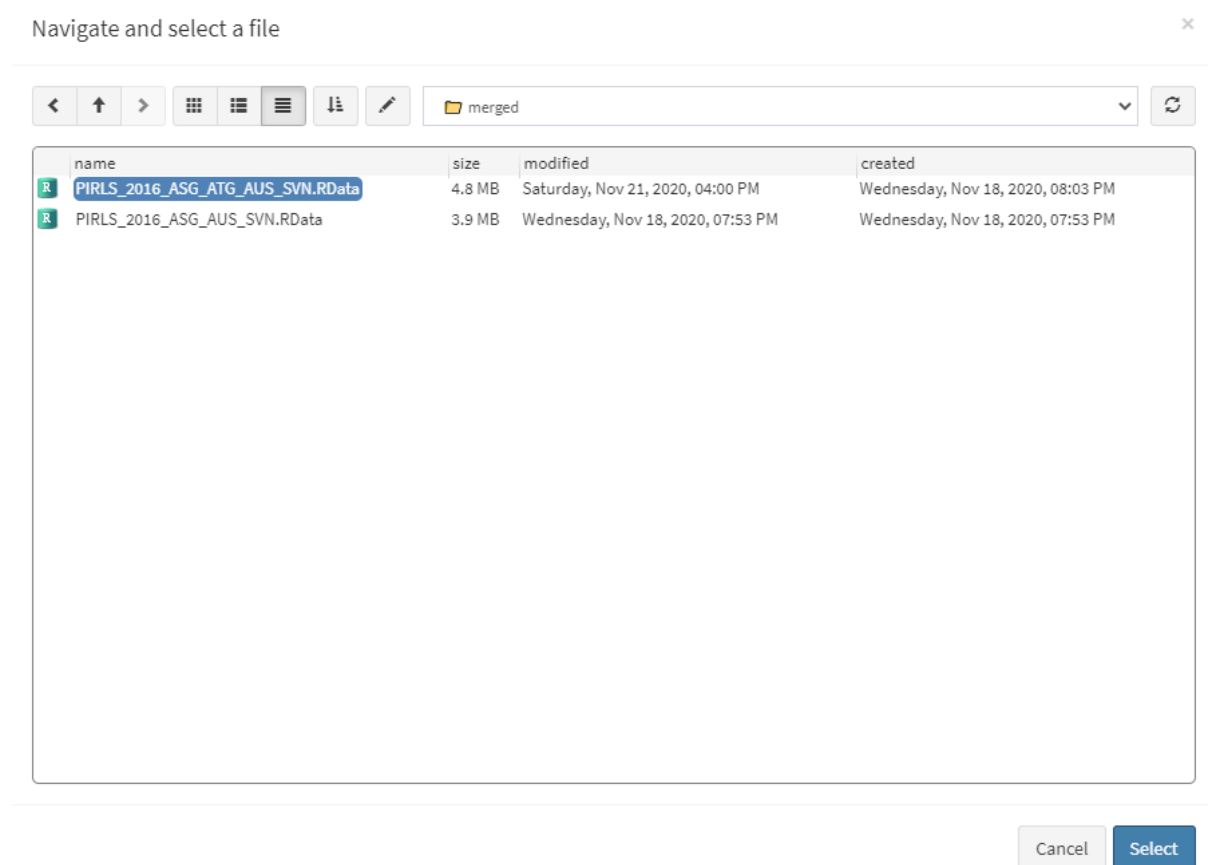 Navigate and select a file ×
merged
name size modified created
R PIRLS_2016_ASG_ATG_AUS_SVN.RData 4.8 MB Saturday, Nov 21, 2020, 04:00 PM Wednesday, Nov 18, 2020, 08:03 PM
R PIRLS_2016_ASG_AUS_SVN.RData 3.9 MB Wednesday, Nov 18, 2020, 07:53 PM Wednesday, Nov 18, 2020, 07:53 PM
Cancel Select